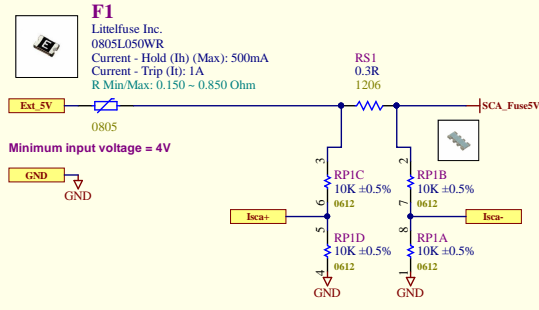 F1
Littelfuse Inc.
0805L050WR
Current - Hold (Ih) (Max): 500mA
Current - Trip (It): 1A
R Min/Max: 0.150 ~ 0.850 Ohm
RS1
0.3R
1206
Ext_5V
SCA_Fuse5V
0805
Minimum input voltage = 4V
GND
GND
3
2
RP1C
10K ±0.5%
0612
RP1B
10K ±0.5%
0612
6
7
Isca+
Isca-
5
8
RP1D
10K ±0.5%
0612
RP1A
10K ±0.5%
0612
4
1
GND
GND